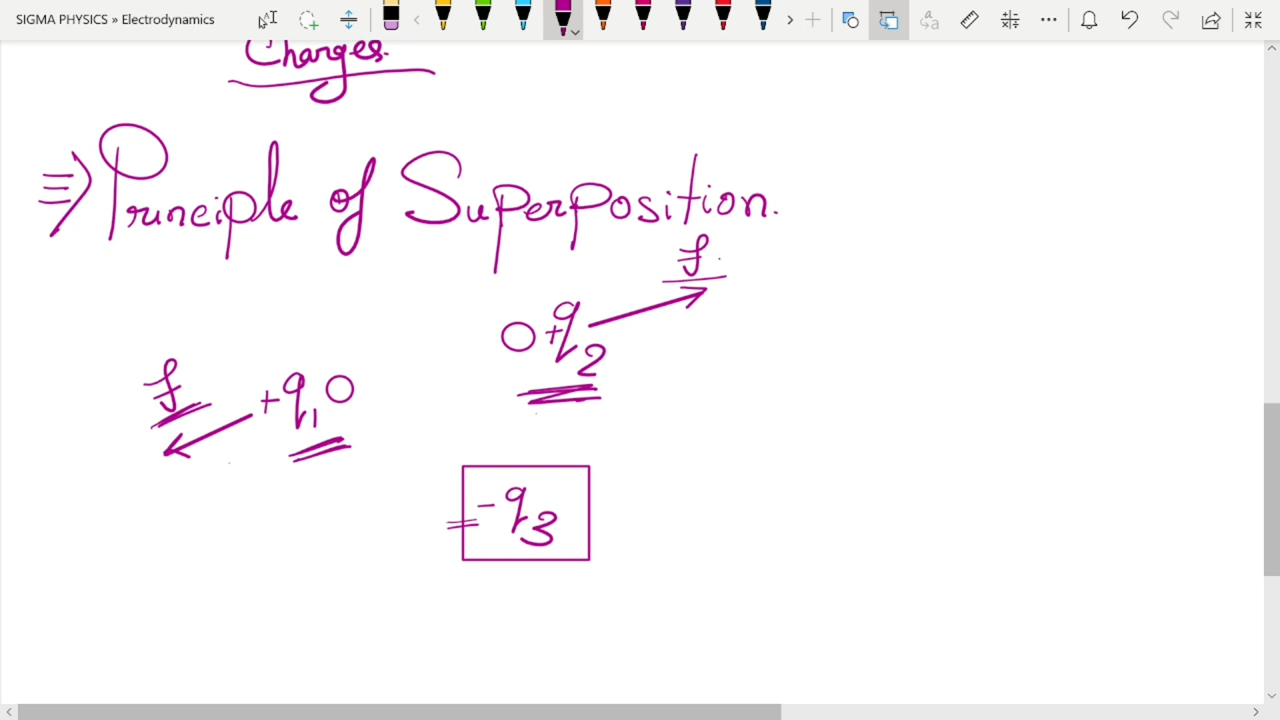 SIGMA PHYSICS » Electrodynamics
Charges.
⇒ Principle of Superposition.
f
+q2
f
+q1
-q3